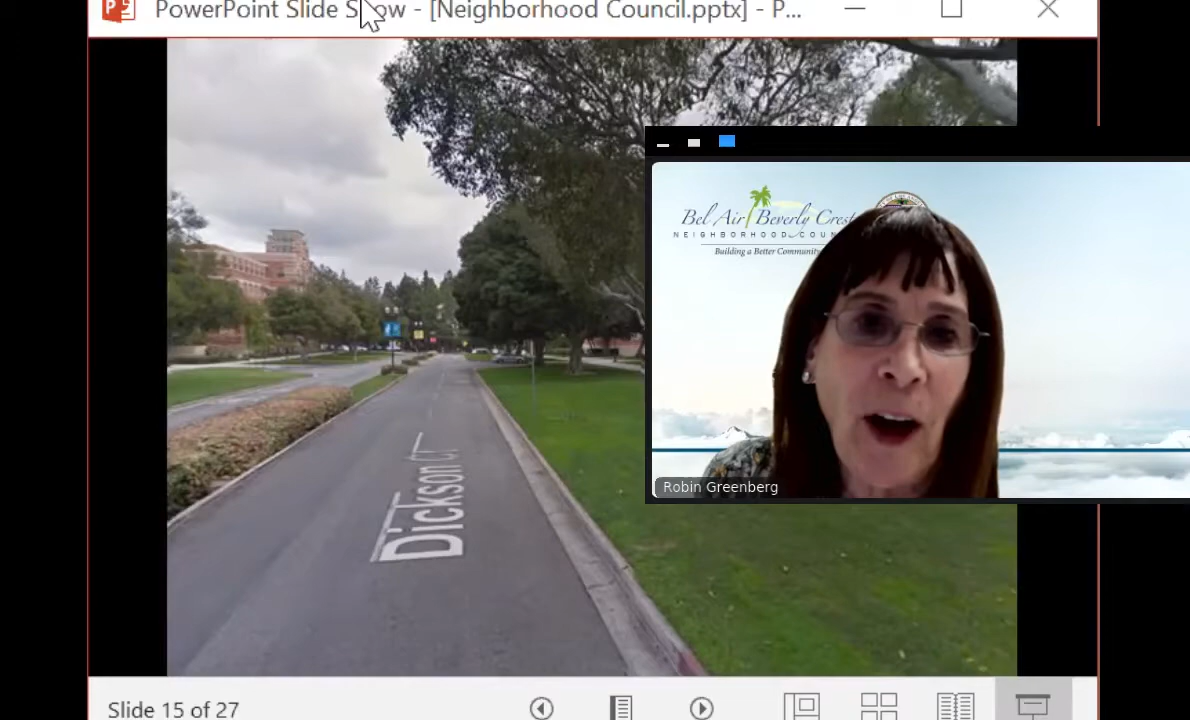 PowerPoint Slide Show - [Neighborhood Council.pptx] - P...
Bel Air Beverly Crest
NEIGHBORHOOD COUN
Building a Better Community
Dickson CT
Robin Greenberg
Slide 15 of 27